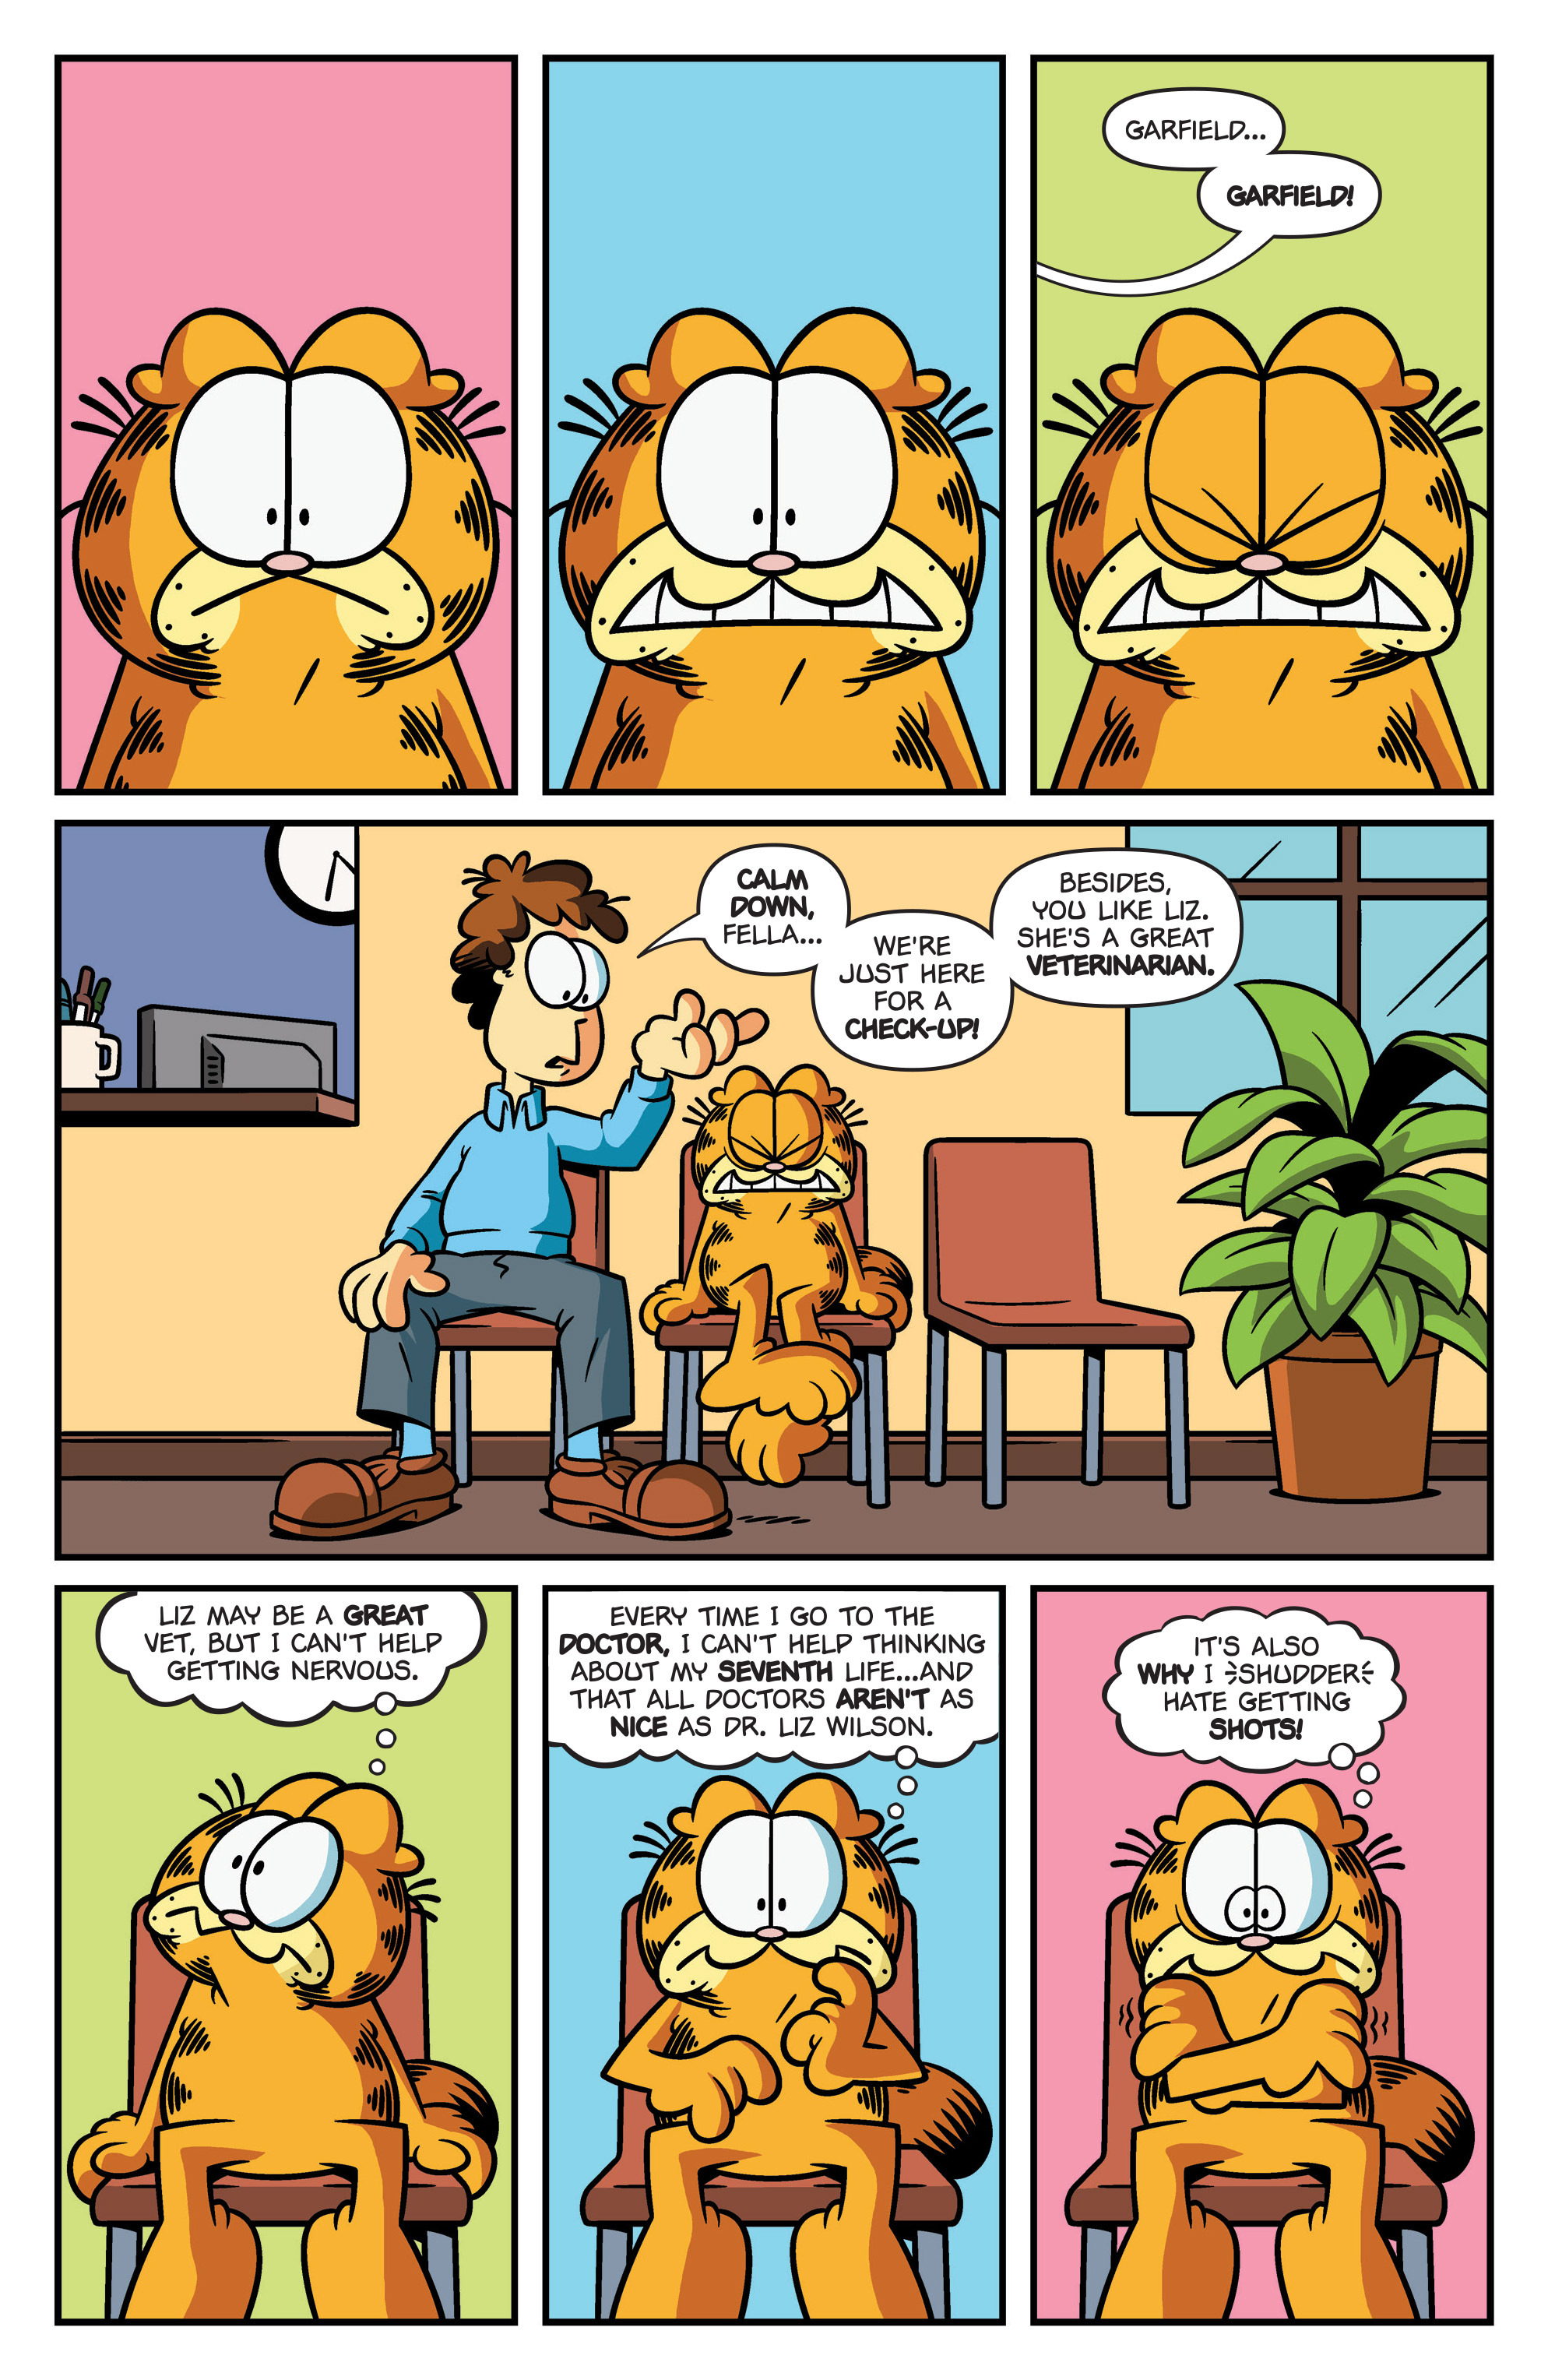 GARFIELD...
GARFIELD!
CALM
DOWN,
FELLA...
WE'RE
JUST HERE
FOR A
CHECK-UP!
BESIDES,
YOU LIKE LIZ.
SHE'S A GREAT
VETERINARIAN.
LIZ MAY BE A GREAT
VET, BUT I CAN'T HELP
GETTING NERVOUS.
EVERY TIME I GO TO THE
DOCTOR, I CAN'T HELP THINKING
ABOUT MY SEVENTH LIFE...AND
THAT ALL DOCTORS AREN'T AS
NICE AS DR. LIZ WILSON.
IT'S ALSO
WHY I SHUDDER
HATE GETTING
SHOTS!